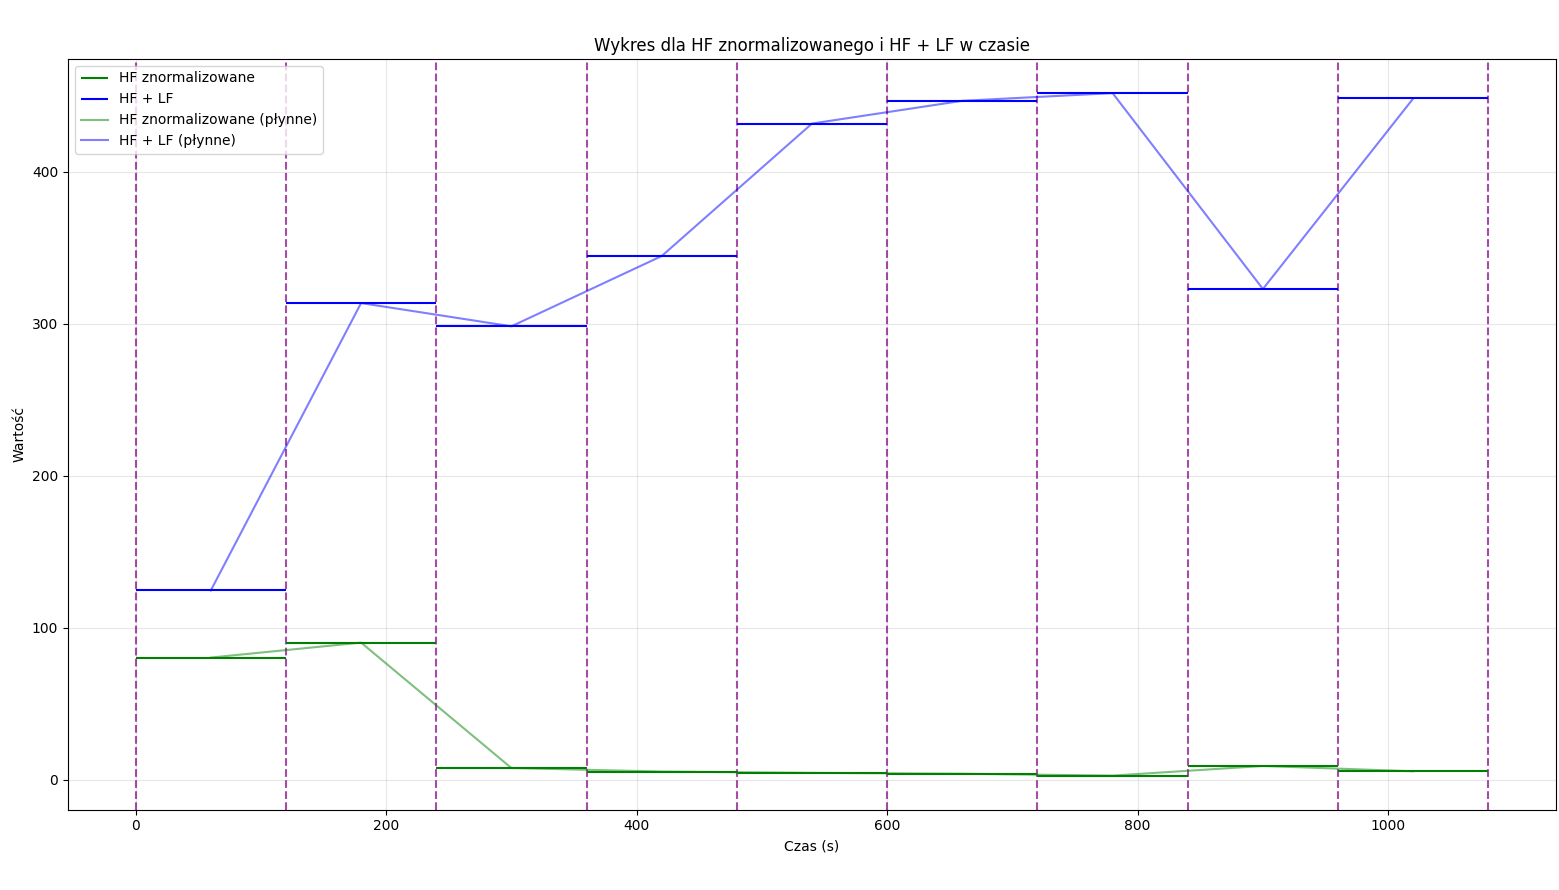 Wykres dla HF znormalizowanego i HF + LF w czasie
HF znormalizowane
HF + LF
HF znormalizowane (płynne)
HF + LF (płynne)
Wartość
400
300
200
100
0
0
200
400
600
800
1000
Czas (s)